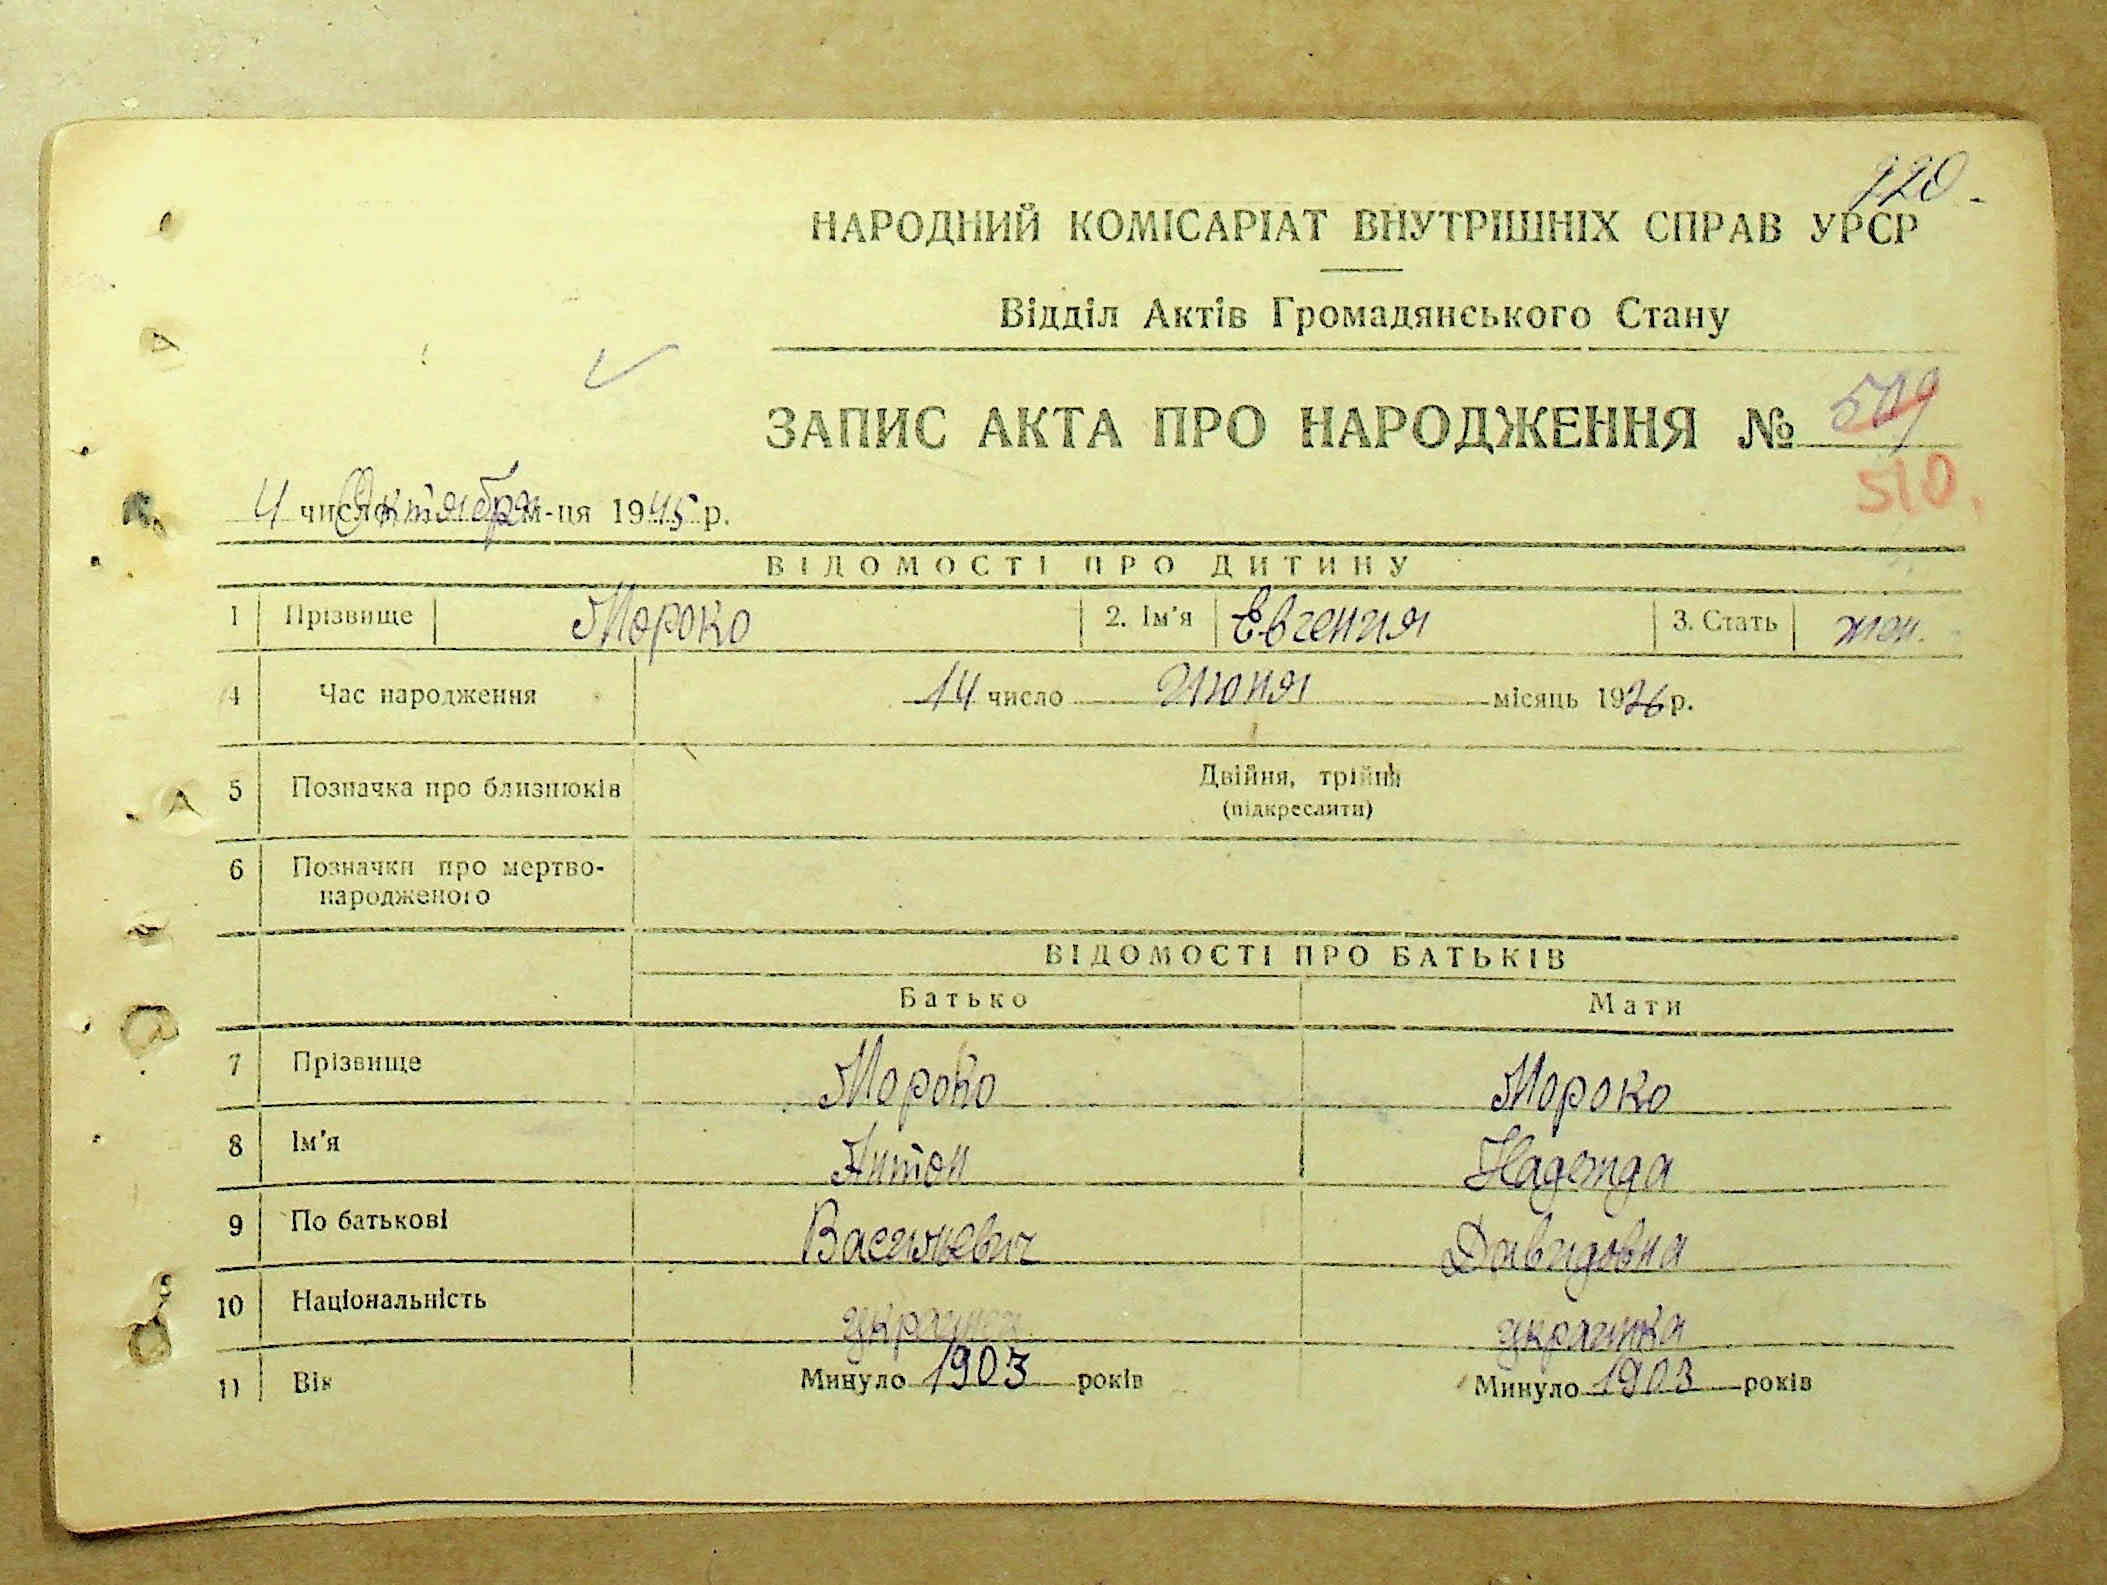 220.
НАРОДНИЙ КОМІСАРІАТ ВНУТРІШНІХ СПРАВ УРСР
Відділ Актів Громадянського Стану
ЗАПИС АКТА ПРО НАРОДЖЕННЯ № 509
510.
4 число Октября м-ця 1945 р.
ВІДОМОСТІ ПРО ДИТИНУ
1 Прізвище Мороко 2. Ім'я Евгения 3. Стать жен.
4 Час народження 14 число Июня місяць 1926 р.
5 Позначка про близнюків Двійня, трійня
(підкреслити)
6 Позначки про мертво-
народженого
ВІДОМОСТІ ПРО БАТЬКІВ
Батько Мати
7 Прізвище Мороко Мороко
8 Ім'я Антон Надежда
9 По батькові Васильевич Давидовна
10 Національність украинец украинка
11 Вік Минуло 1903 років Минуло 1903 років